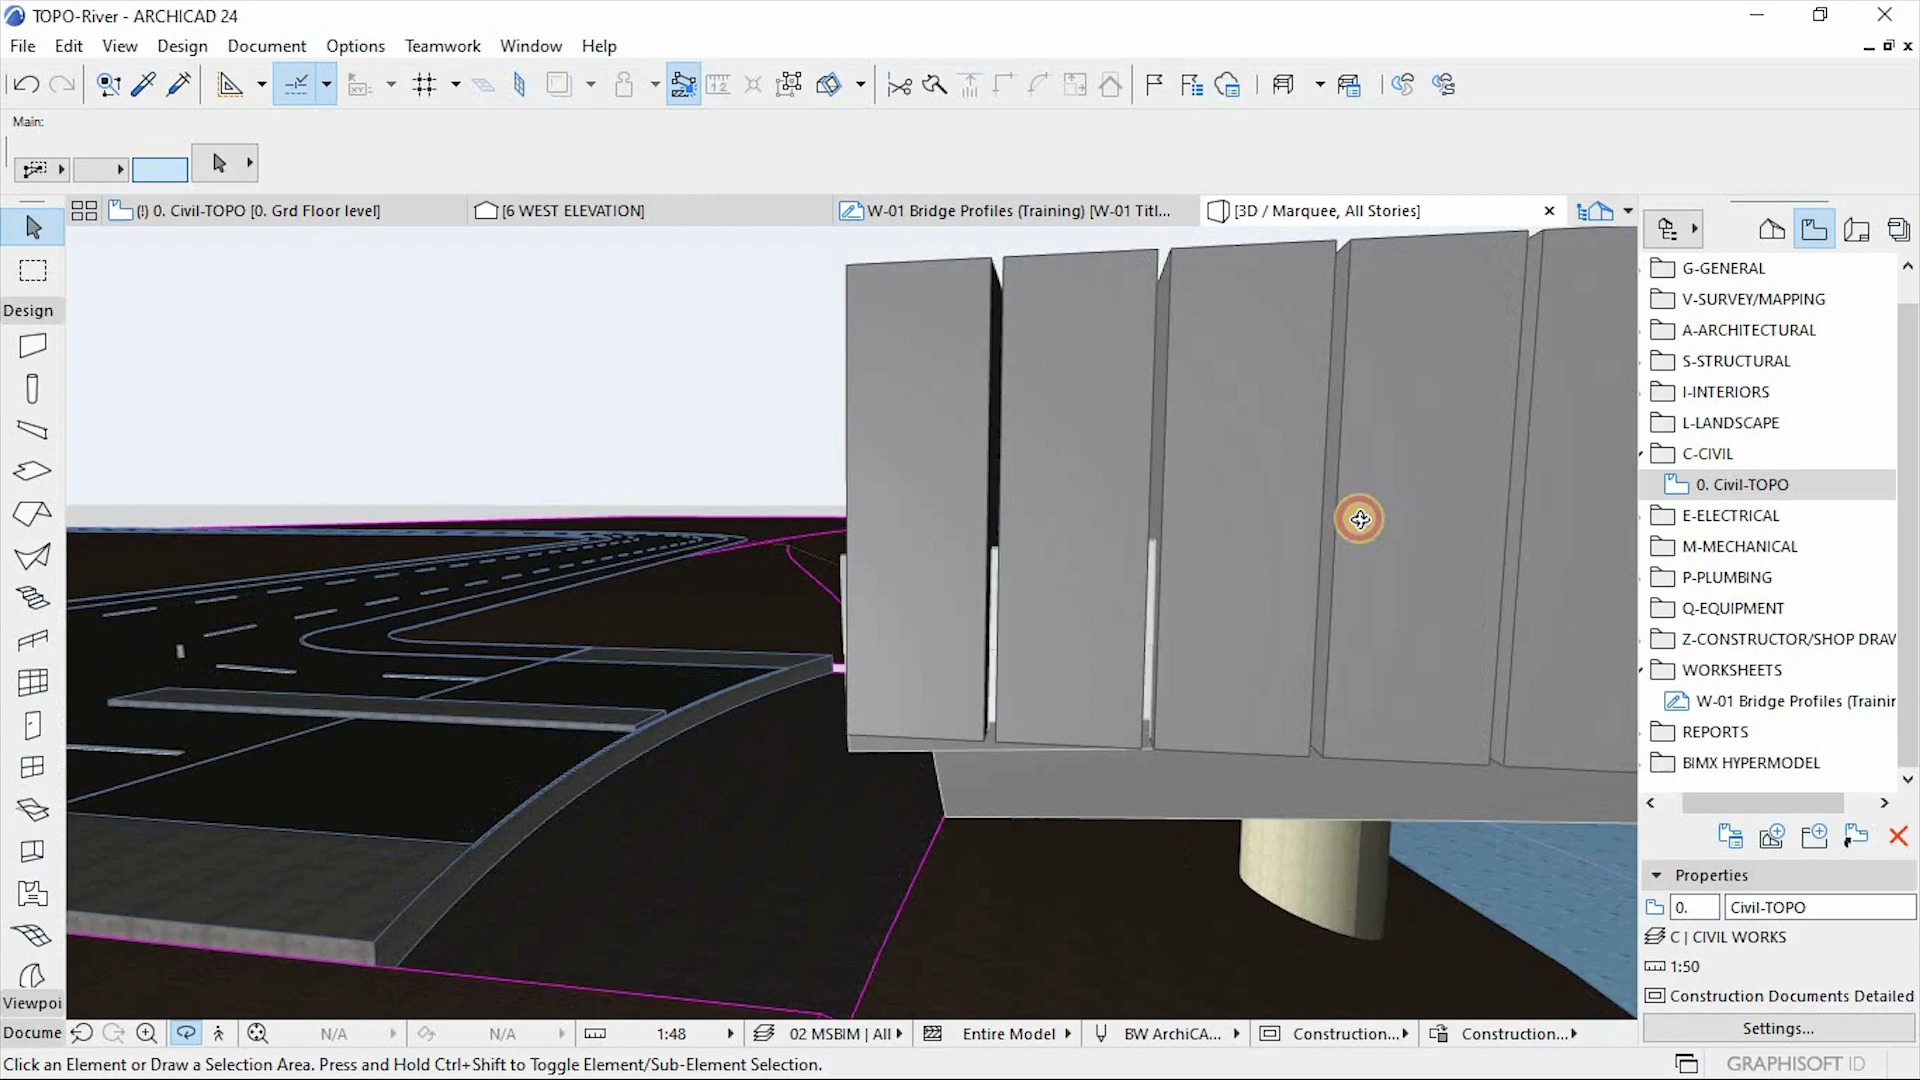 TOPO-River - ARCHICAD 24
File Edit View Design Document Options Teamwork Window Help
Main:
(!) 0. Civil-TOPO [0. Grd Floor level]
[6 WEST ELEVATION]
W-01 Bridge Profiles (Training) [W-01 Titl...
[3D / Marquee, All Stories]
Design
G-GENERAL
V-SURVEY/MAPPING
A-ARCHITECTURAL
S-STRUCTURAL
I-INTERIORS
L-LANDSCAPE
C-CIVIL
0. Civil-TOPO
E-ELECTRICAL
M-MECHANICAL
P-PLUMBING
Q-EQUIPMENT
Z-CONSTRUCTOR/SHOP DRAW
WORKSHEETS
W-01 Bridge Profiles (Trainir
REPORTS
BIMX HYPERMODEL
Properties
0. Civil-TOPO
C | CIVIL WORKS
1:50
Construction Documents Detailed
Settings...
Viewpoi
Docume
N/A N/A 1:48 02 MSBIM | All Entire Model BW ArchiCA... Construction... Construction...
Click an Element or Draw a Selection Area. Press and Hold Ctrl+Shift to Toggle Element/Sub-Element Selection.
GRAPHISOFT ID